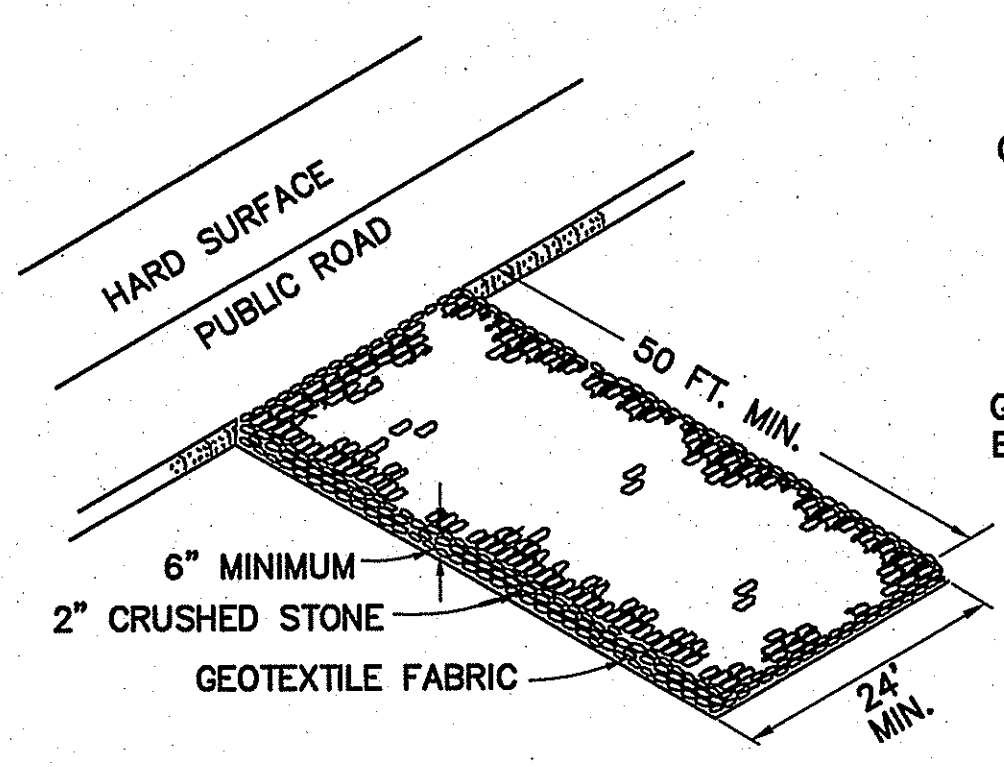 HARD SURFACE
PUBLIC ROAD
50 FT. MIN.
6" MINIMUM
2" CRUSHED STONE
GEOTEXTILE FABRIC
24'
MIN.